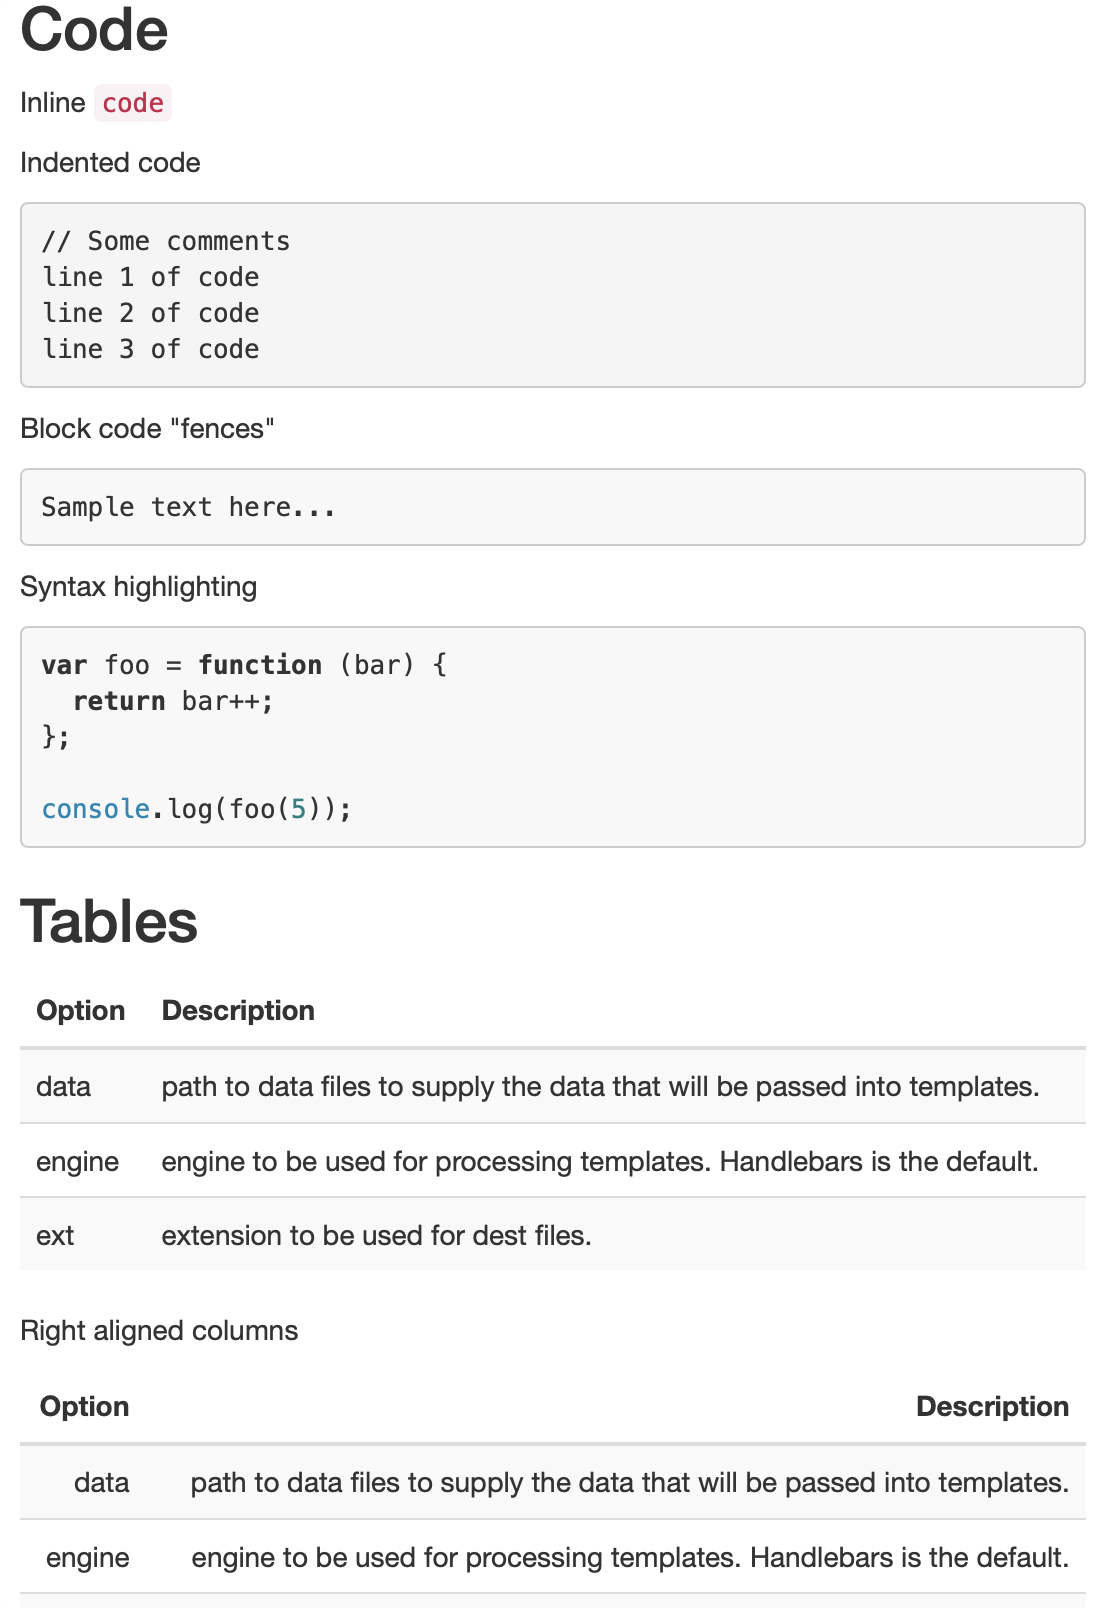 Code
Inline code
Indented code
// Some comments
line 1 of code
line 2 of code
line 3 of code
Block code "fences"
Sample text here...
Syntax highlighting
var foo = function (bar) {
  return bar++;
};

console.log(foo(5));
Tables
Option Description
data path to data files to supply the data that will be passed into templates.
engine engine to be used for processing templates. Handlebars is the default.
ext extension to be used for dest files.
Right aligned columns
Option Description
data path to data files to supply the data that will be passed into templates.
engine engine to be used for processing templates. Handlebars is the default.